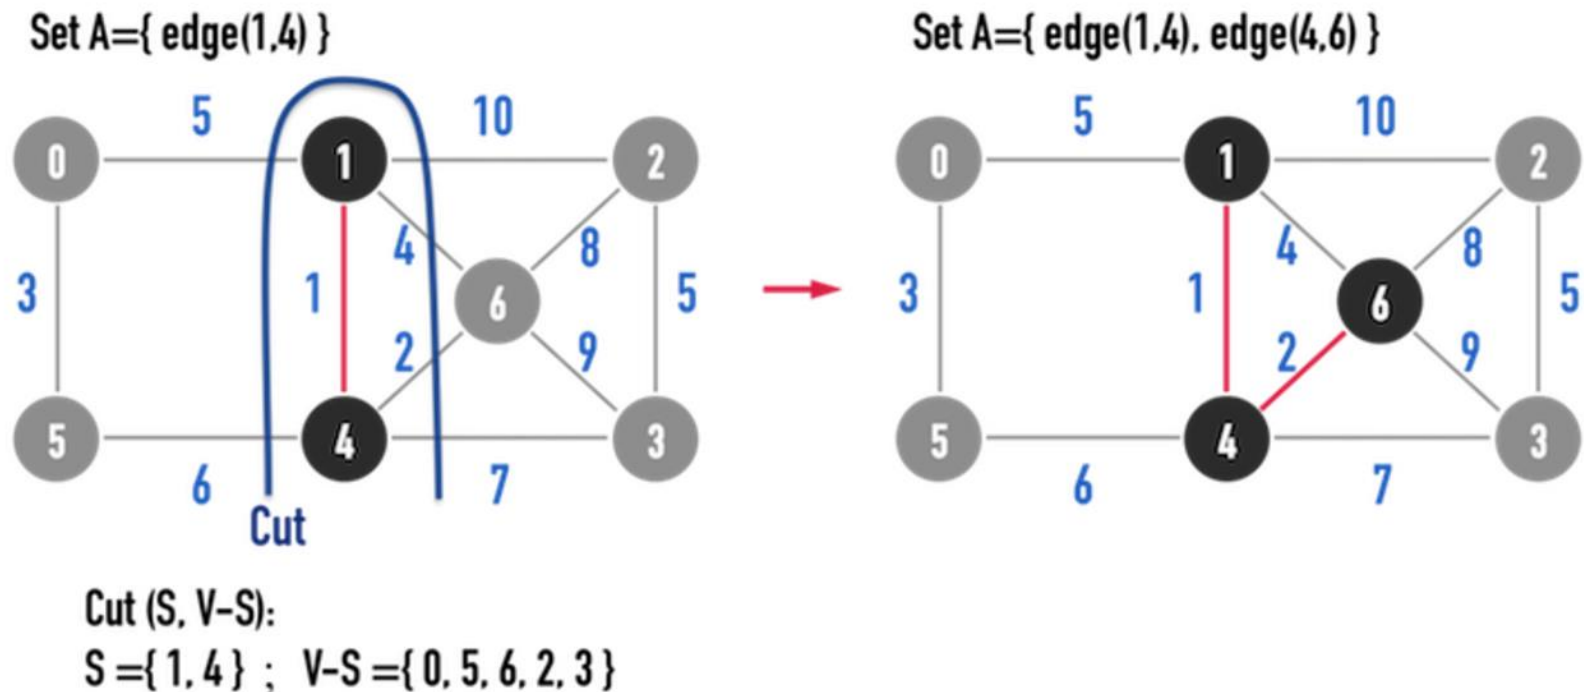 Set A={ edge(1,4) }
5 10
0 1 2
4 8
3 1 6 5
2 9
5 4 3
6 7
Cut
Cut (S, V-S):
S ={ 1, 4 } ; V-S ={ 0, 5, 6, 2, 3 }
Set A={ edge(1,4), edge(4,6) }
5 10
0 1 2
4 8
3 1 6 5
2 9
5 4 3
6 7